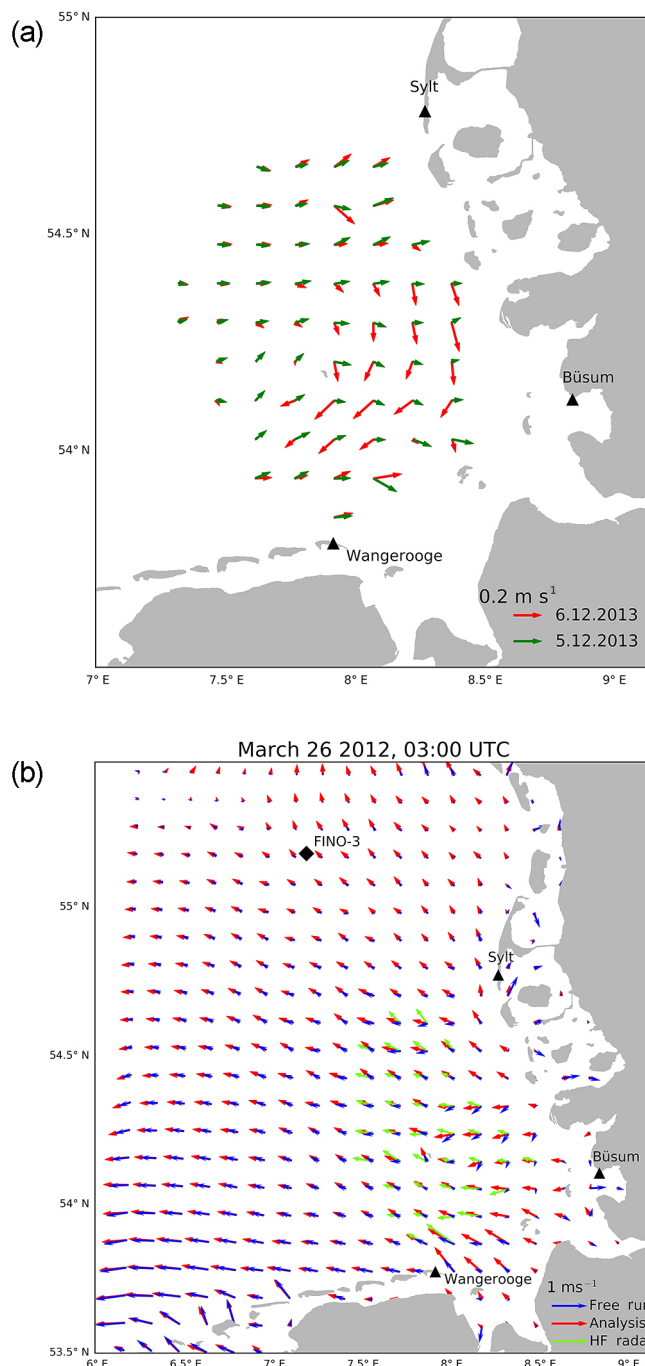 (a)
55° N
Sylt
54.5° N
Büsum
54° N
Wangerooge
0.2 m s¹
6.12.2013
5.12.2013
7° E
7.5° E
8° E
8.5° E
9° E
March 26 2012, 03:00 UTC
(b)
FINO-3
55° N
Sylt
54.5° N
Büsum
54° N
Wangerooge
1 ms⁻¹
Free run
Analysis
HF rada
53.5° N
6° E
6.5° E
7° E
7.5° E
8° E
8.5° E
9° E